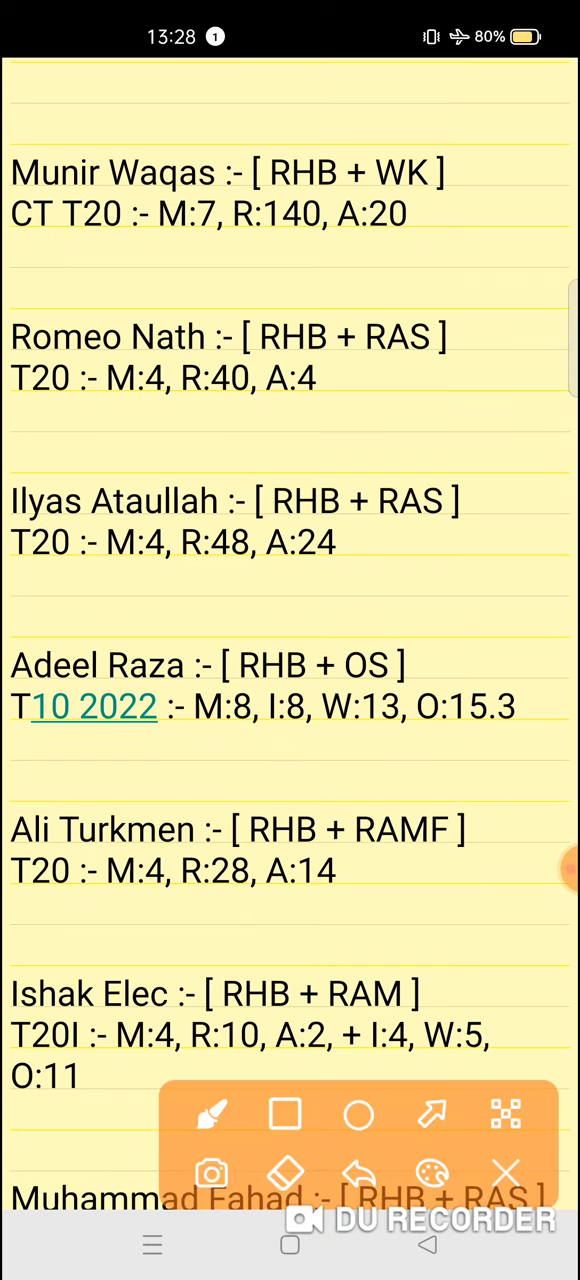 13:28 1 80%
Munir Waqas :- [ RHB + WK ]
CT T20 :- M:7, R:140, A:20
Romeo Nath :- [ RHB + RAS ]
T20 :- M:4, R:40, A:4
Ilyas Ataullah :- [ RHB + RAS ]
T20 :- M:4, R:48, A:24
Adeel Raza :- [ RHB + OS ]
T10 2022 :- M:8, I:8, W:13, O:15.3
Ali Turkmen :- [ RHB + RAMF ]
T20 :- M:4, R:28, A:14
Ishak Elec :- [ RHB + RAM ]
T20I :- M:4, R:10, A:2, + I:4, W:5,
O:11
Muhammad Fahad :- [ RHB + RAS ]
DU RECORDER